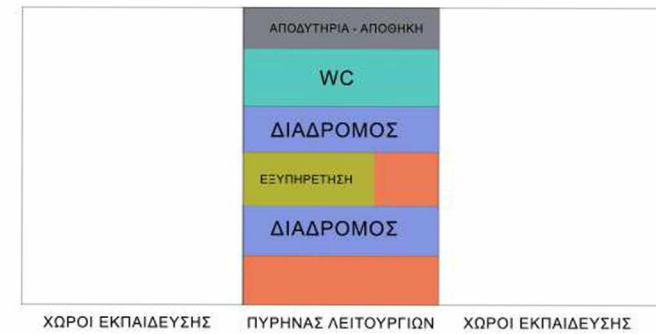 ΑΠΟΔΥΤΗΡΙΑ - ΑΠΟΘΗΚΗ
WC
ΔΙΑΔΡΟΜΟΣ
ΕΞΥΠΗΡΕΤΗΣΗ
ΔΙΑΔΡΟΜΟΣ
ΧΩΡΟΙ ΕΚΠΑΙΔΕΥΣΗΣ ΠΥΡΗΝΑΣ ΛΕΙΤΟΥΡΓΙΩΝ ΧΩΡΟΙ ΕΚΠΑΙΔΕΥΣΗΣ